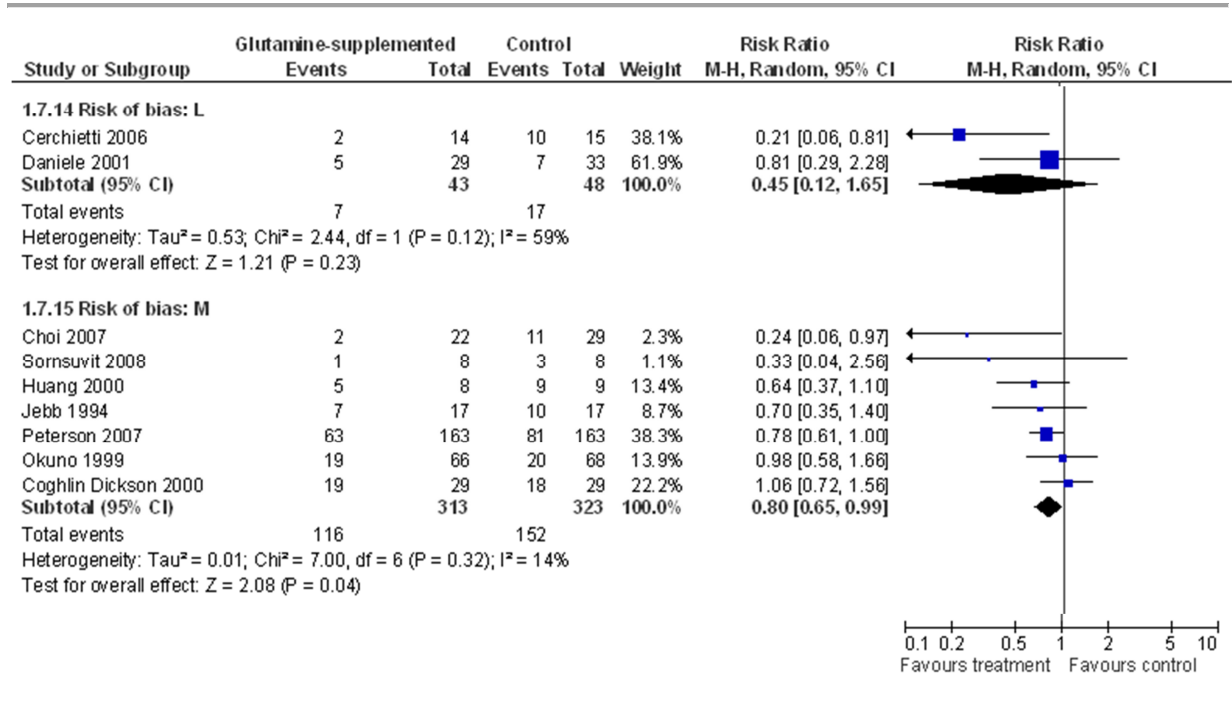 Glutamine-supplemented Control Risk Ratio Risk Ratio
Study or Subgroup Events Total Events Total Weight M-H, Random, 95% CI M-H, Random, 95% CI
1.7.14 Risk of bias: L
Cerchietti 2006 2 14 10 15 38.1% 0.21 [0.06, 0.81]
Daniele 2001 5 29 7 33 61.9% 0.81 [0.29, 2.28]
Subtotal (95% CI) 43 48 100.0% 0.45 [0.12, 1.65]
Total events 7 17
Heterogeneity: Tau² = 0.53; Chi² = 2.44, df = 1 (P = 0.12); I² = 59%
Test for overall effect: Z = 1.21 (P = 0.23)
1.7.15 Risk of bias: M
Choi 2007 2 22 11 29 2.3% 0.24 [0.06, 0.97]
Sornsuvit 2008 1 8 3 8 1.1% 0.33 [0.04, 2.56]
Huang 2000 5 8 9 9 13.4% 0.64 [0.37, 1.10]
Jebb 1994 7 17 10 17 8.7% 0.70 [0.35, 1.40]
Peterson 2007 63 163 81 163 38.3% 0.78 [0.61, 1.00]
Okuno 1999 19 66 20 68 13.9% 0.98 [0.58, 1.66]
Coghlin Dickson 2000 19 29 18 29 22.2% 1.06 [0.72, 1.56]
Subtotal (95% CI) 313 323 100.0% 0.80 [0.65, 0.99]
Total events 116 152
Heterogeneity: Tau² = 0.01; Chi² = 7.00, df = 6 (P = 0.32); I² = 14%
Test for overall effect: Z = 2.08 (P = 0.04)
0.1 0.2 0.5 1 2 5 10
Favours treatment Favours control